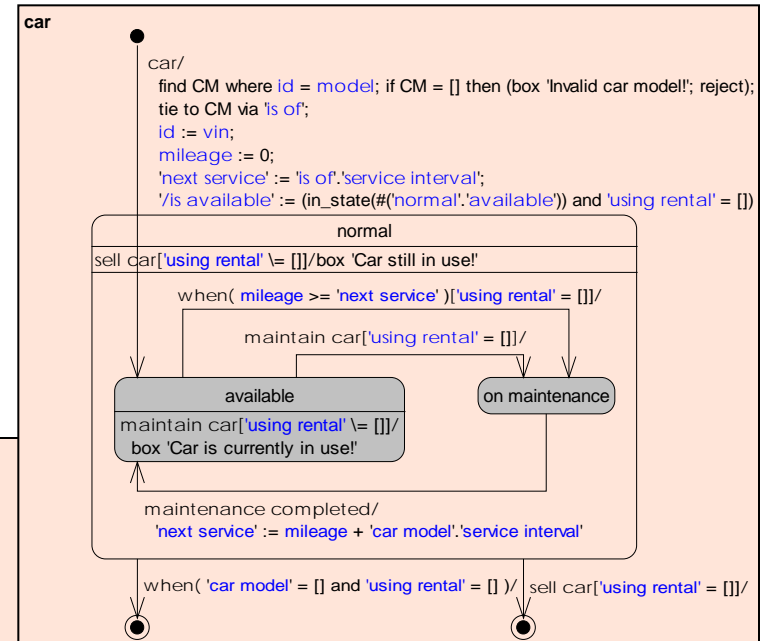 car
car/
find CM where id = model; if CM = [] then (box 'Invalid car model!'; reject);
tie to CM via 'is of';
id := vin;
mileage := 0;
'next service' := 'is of'.'service interval';
'/is available' := (in_state(#('normal'.'available')) and 'using rental' = [])
normal
sell car['using rental' \= []]/box 'Car still in use!'
when( mileage >= 'next service' )['using rental' = []]/
maintain car['using rental' = []]/
available
on maintenance
maintain car['using rental' \= []]/
box 'Car is currently in use!'
maintenance completed/
'next service' := mileage + 'car model'.'service interval'
when( 'car model' = [] and 'using rental' = [] )/
sell car['using rental' = []]/